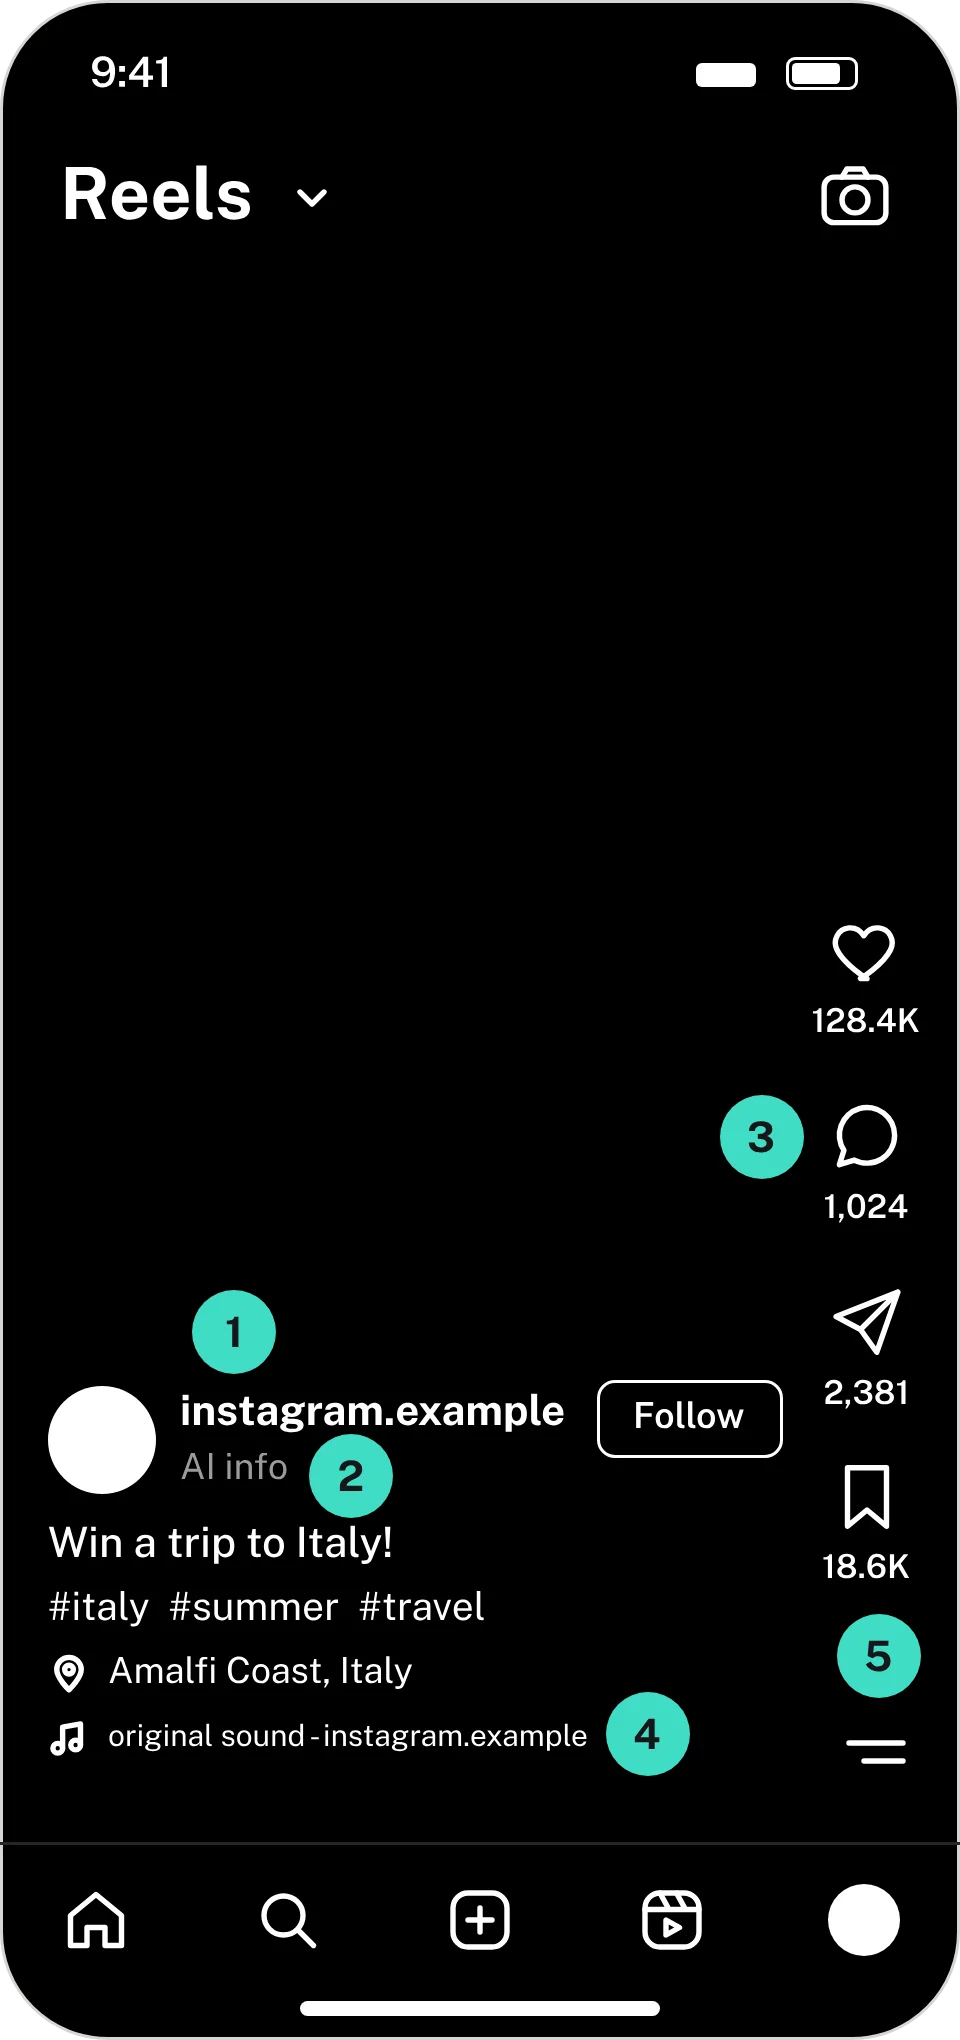 9:41
Reels
128.4K
3
1,024
1
2,381
instagram.example
Follow
AI info
2
Win a trip to Italy!
18.6K
#italy #summer #travel
5
Amalfi Coast, Italy
original sound - instagram.example
4